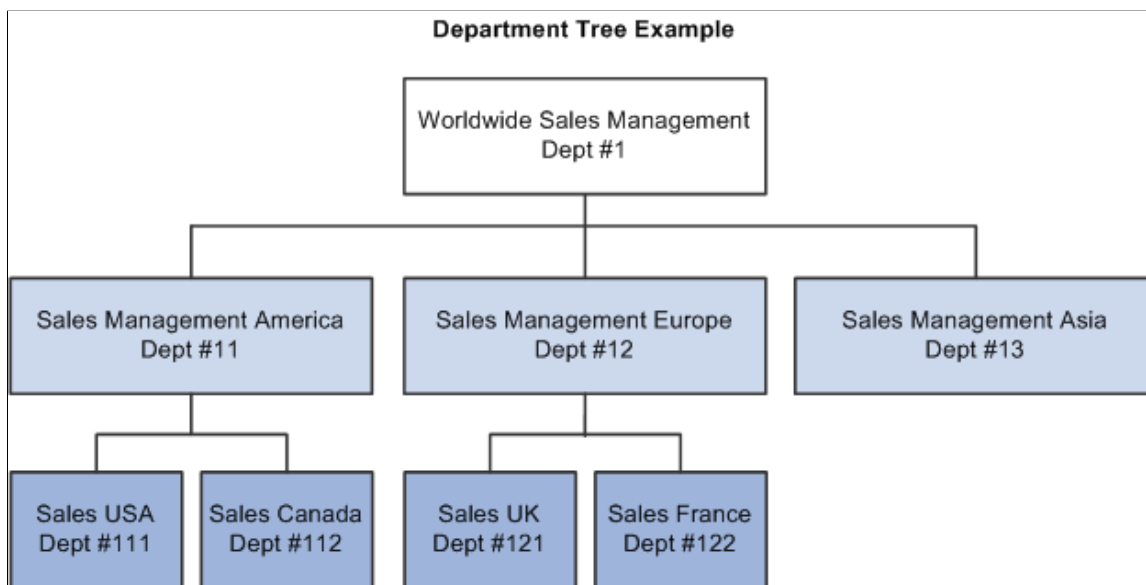 Department Tree Example
Worldwide Sales Management
Dept #1
Sales Management America
Dept #11
Sales Management Europe
Dept #12
Sales Management Asia
Dept #13
Sales USA
Dept #111
Sales Canada
Dept #112
Sales UK
Dept #121
Sales France
Dept #122